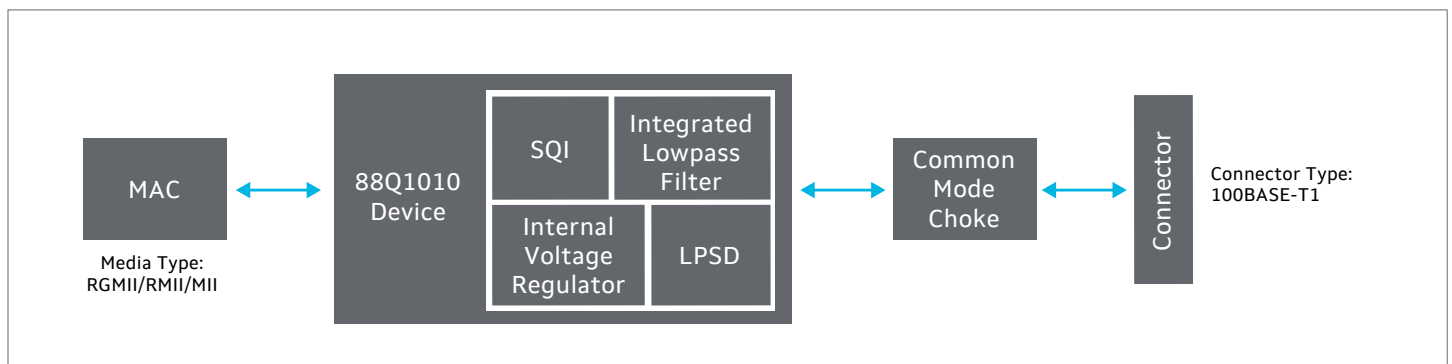 MAC
Media Type:
RGMII/RMII/MII
88Q1010
Device
SQI
Integrated
Lowpass
Filter
Internal
Voltage
Regulator
LPSD
Common
Mode
Choke
Connector
Connector Type:
100BASE-T1